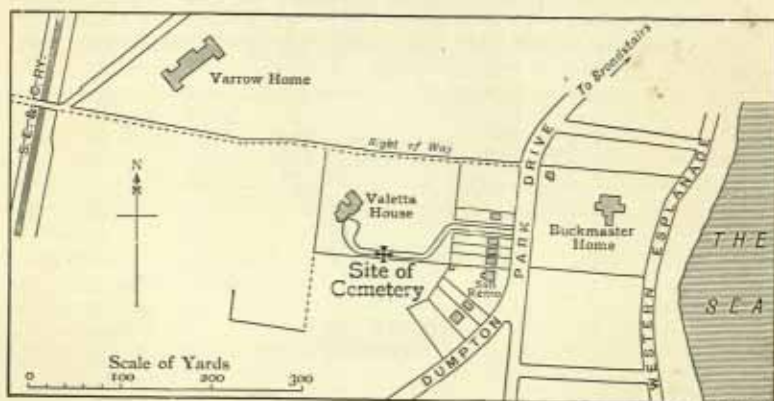 S.E. & C. RY.
Varrow Home
To Broadstairs
N
M
Right of Way
Valetta
House
DUMPTON PARK DRIVE
Buckmaster
Home
WESTERN ESPLANADE
THE
SEA
Site of
Cemetery
San
Remo
Scale of Yards
0 100 200 300